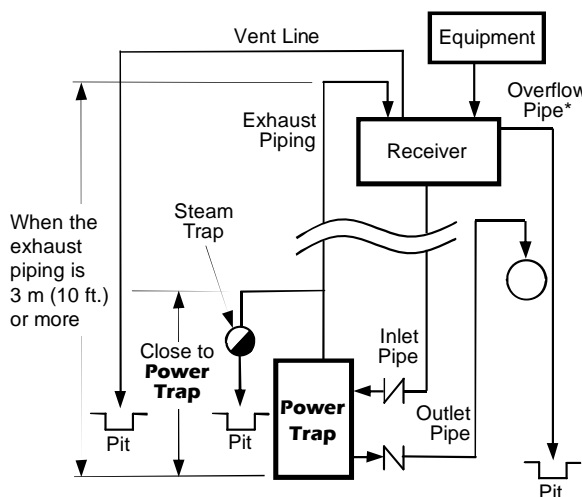 Vent Line
Equipment
Exhaust
Piping
Overflow
Pipe*
Receiver
Steam
Trap
When the
exhaust
piping is
3 m (10 ft.)
or more
Close to
Power
Trap
Inlet
Pipe
Power
Trap
Outlet
Pipe
Pit
Pit
Pit